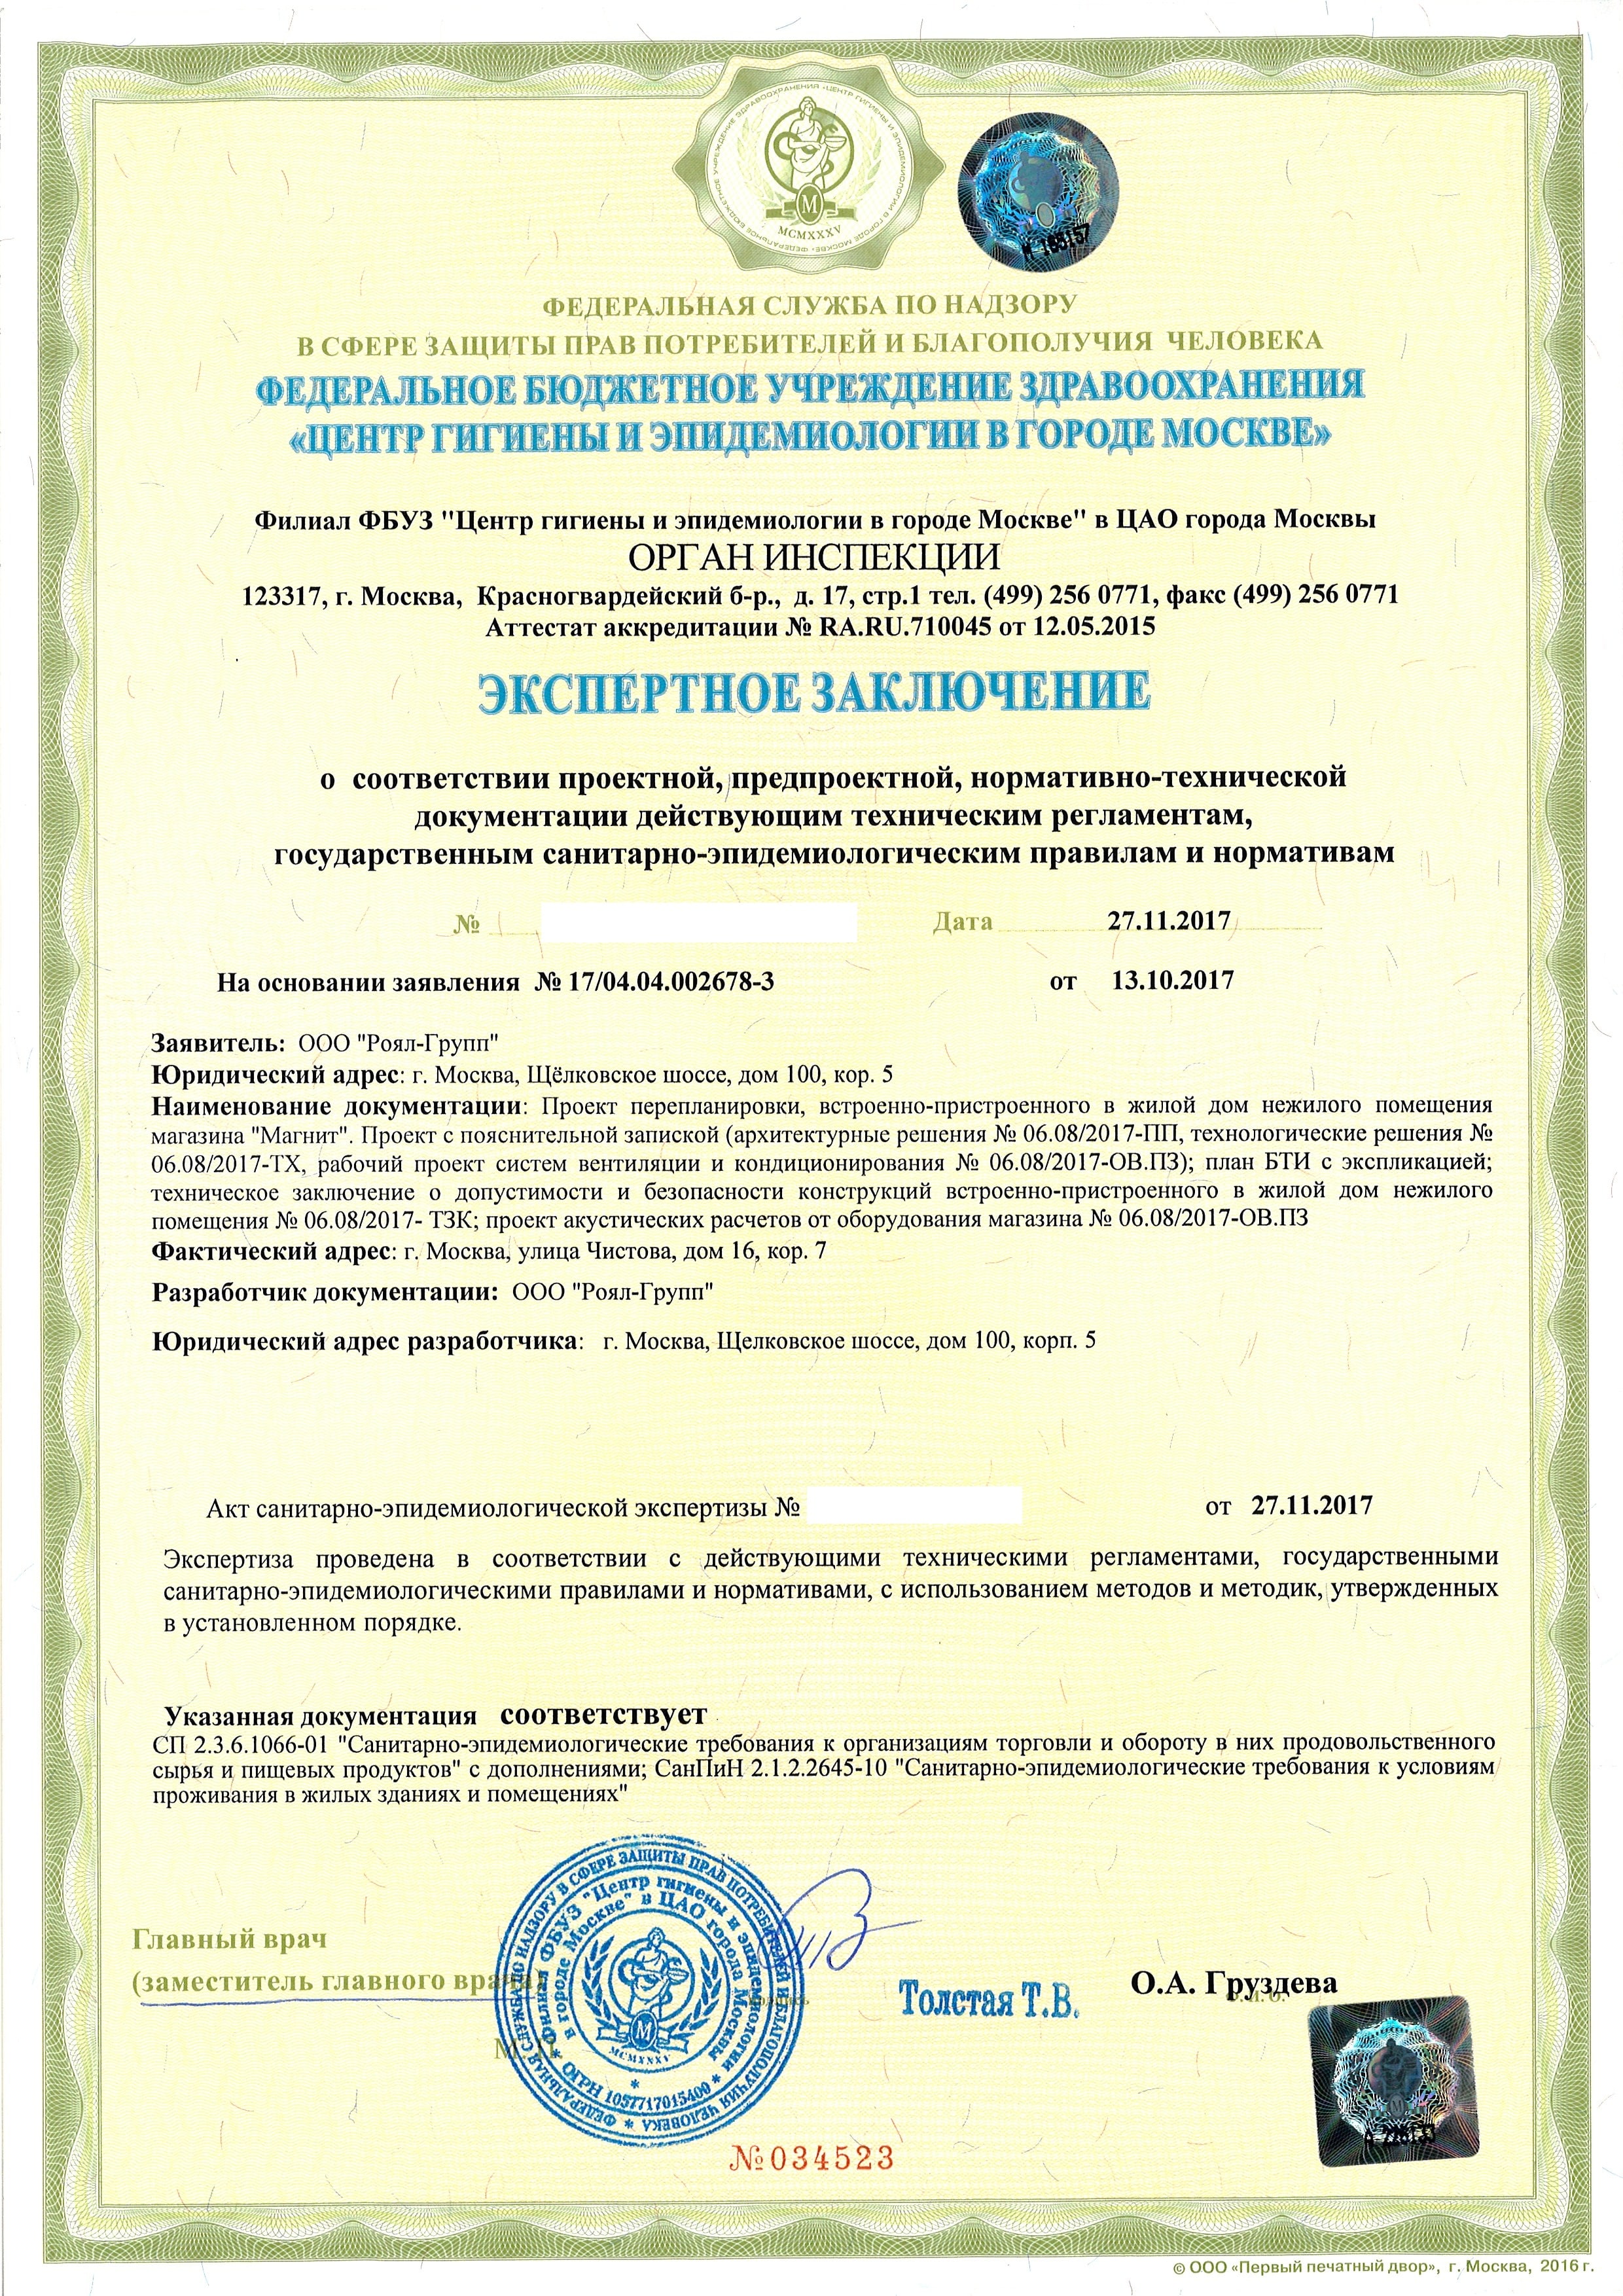 MCMXXXV
М 168157
ФЕДЕРАЛЬНАЯ СЛУЖБА ПО НАДЗОРУ
В СФЕРЕ ЗАЩИТЫ ПРАВ ПОТРЕБИТЕЛЕЙ И БЛАГОПОЛУЧИЯ ЧЕЛОВЕКА
ФЕДЕРАЛЬНОЕ БЮДЖЕТНОЕ УЧРЕЖДЕНИЕ ЗДРАВООХРАНЕНИЯ
«ЦЕНТР ГИГИЕНЫ И ЭПИДЕМИОЛОГИИ В ГОРОДЕ МОСКВЕ»
Филиал ФБУЗ "Центр гигиены и эпидемиологии в городе Москве" в ЦАО города Москвы
ОРГАН ИНСПЕКЦИИ
123317, г. Москва, Красногвардейский б-р., д. 17, стр.1 тел. (499) 256 0771, факс (499) 256 0771
Аттестат аккредитации № RA.RU.710045 от 12.05.2015
ЭКСПЕРТНОЕ ЗАКЛЮЧЕНИЕ
о соответствии проектной, предпроектной, нормативно-технической
документации действующим техническим регламентам,
государственным санитарно-эпидемиологическим правилам и нормативам
№ Дата 27.11.2017
На основании заявления № 17/04.04.002678-3 от 13.10.2017
Заявитель: ООО "Роял-Групп"
Юридический адрес: г. Москва, Щёлковское шоссе, дом 100, кор. 5
Наименование документации: Проект перепланировки, встроенно-пристроенного в жилой дом нежилого помещения
магазина "Магнит". Проект с пояснительной запиской (архитектурные решения № 06.08/2017-ПП, технологические решения №
06.08/2017-ТХ, рабочий проект систем вентиляции и кондиционирования № 06.08/2017-ОВ.ПЗ); план БТИ с экспликацией;
техническое заключение о допустимости и безопасности конструкций встроенно-пристроенного в жилой дом нежилого
помещения № 06.08/2017- ТЗК; проект акустических расчетов от оборудования магазина № 06.08/2017-ОВ.ПЗ
Фактический адрес: г. Москва, улица Чистова, дом 16, кор. 7
Разработчик документации: ООО "Роял-Групп"
Юридический адрес разработчика: г. Москва, Щелковское шоссе, дом 100, корп. 5
Акт санитарно-эпидемиологической экспертизы № от 27.11.2017
Экспертиза проведена в соответствии с действующими техническими регламентами, государственными
санитарно-эпидемиологическими правилами и нормативами, с использованием методов и методик, утвержденных
в установленном порядке.
Указанная документация соответствует
СП 2.3.6.1066-01 "Санитарно-эпидемиологические требования к организациям торговли и обороту в них продовольственного
сырья и пищевых продуктов" с дополнениями; СанПиН 2.1.2.2645-10 "Санитарно-эпидемиологические требования к условиям
проживания в жилых зданиях и помещениях"
Главный врач
(заместитель главного врача)
ФЕДЕРАЛЬНАЯ СЛУЖБА ПО НАДЗОРУ В СФЕРЕ ЗАЩИТЫ ПРАВ ПОТРЕБИТЕЛЕЙ И БЛАГОПОЛУЧИЯ ЧЕЛОВЕКА
Филиал ФБУЗ "Центр гигиены и эпидемиологии
в городе Москве" в ЦАО города Москвы
ОГРН 1057717015400
MCMXXXV
Толстая Т.В.
О.А. Груздева
Ф.И.О.
М.П.
№034523
© ООО «Первый печатный двор», г. Москва, 2016 г.